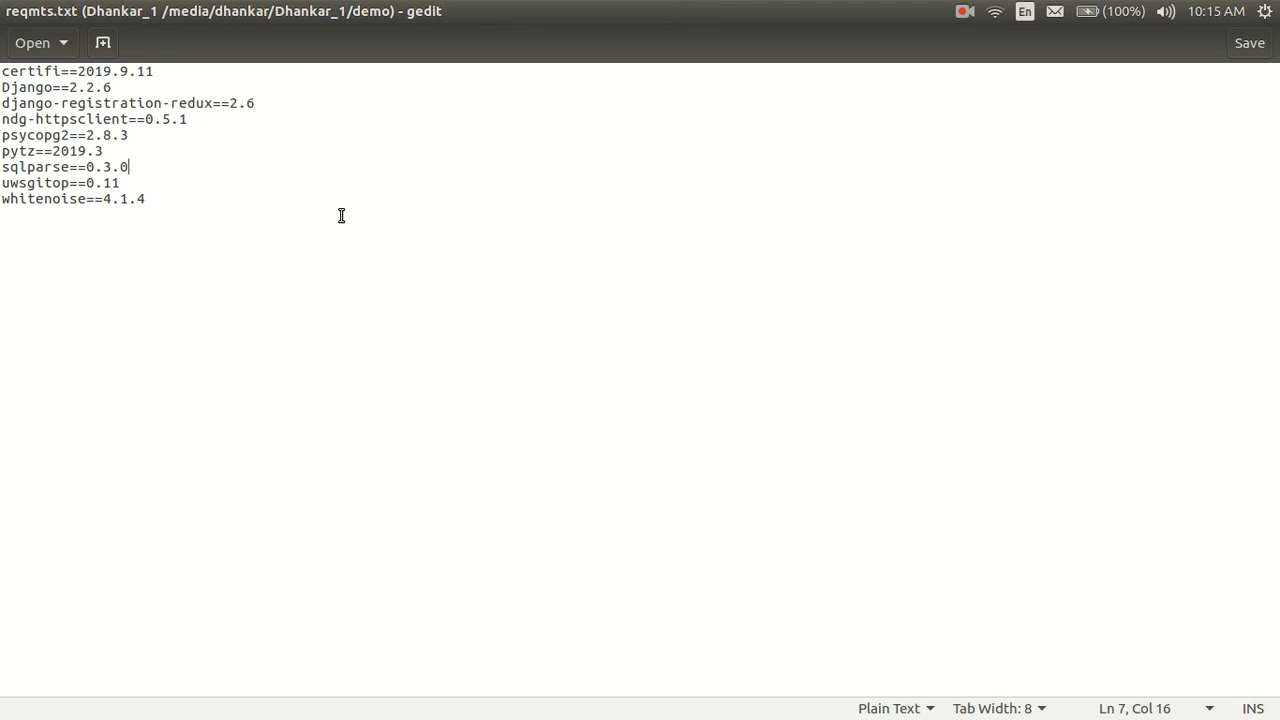 reqmts.txt (Dhankar_1 /media/dhankar/Dhankar_1/demo) - gedit
En
(100%)
10:15 AM
Open
Save
certifi==2019.9.11
Django==2.2.6
django-registration-redux==2.6
ndg-httpsclient==0.5.1
psycopg2==2.8.3
pytz==2019.3
sqlparse==0.3.0
uwsgitop==0.11
whitenoise==4.1.4
Plain Text
Tab Width: 8
Ln 7, Col 16
INS